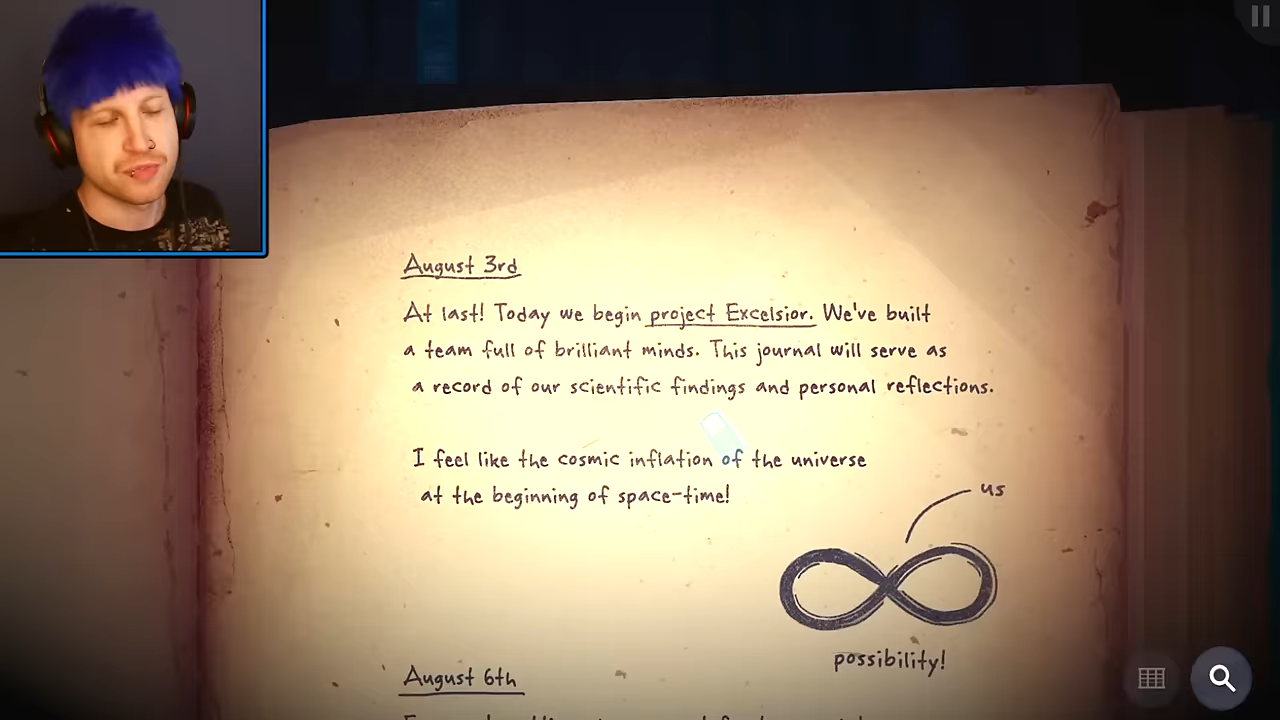 August 3rd
At last! Today we begin project Excelsior. We've built
a team full of brilliant minds. This journal will serve as
a record of our scientific findings and personal reflections.
I feel like the cosmic inflation of the universe
at the beginning of space-time!
us
possibility!
August 6th